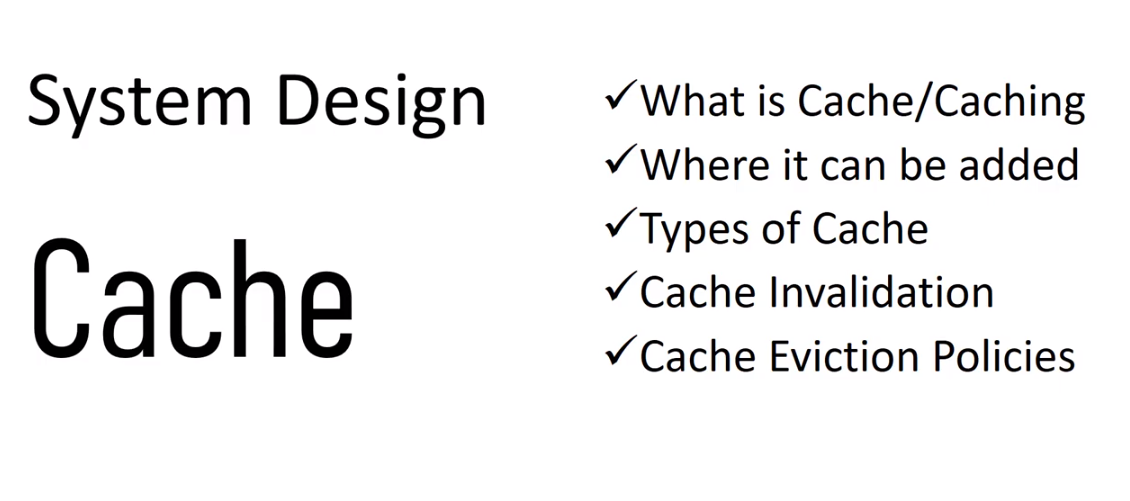 System Design
Cache
✓What is Cache/Caching
✓Where it can be added
✓Types of Cache
✓Cache Invalidation
✓Cache Eviction Policies